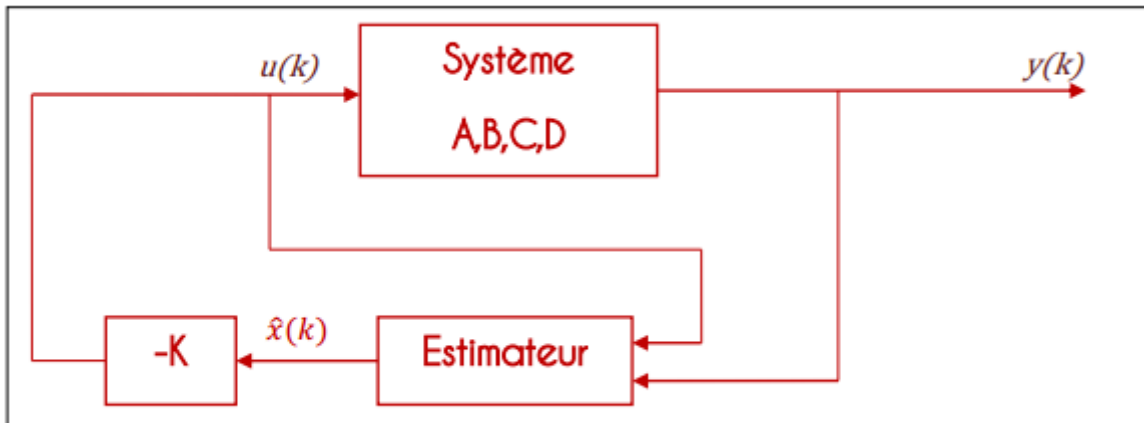 u(k)
Système
A,B,C,D
y(k)
-K
x̂(k)
Estimateur